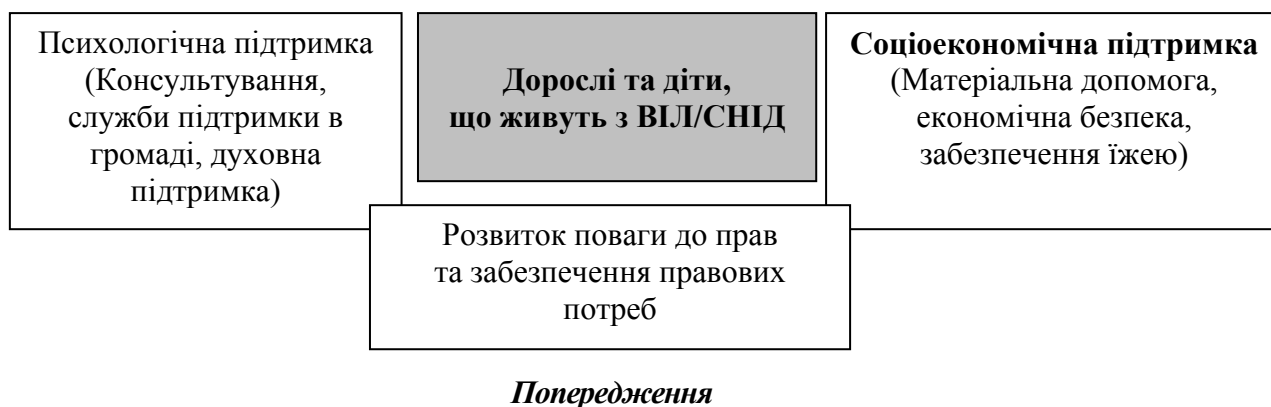 Психологічна підтримка
(Консультування,
служби підтримки в
громаді, духовна
підтримка)
Дорослі та діти,
що живуть з ВІЛ/СНІД
Соціоекономічна підтримка
(Матеріальна допомога,
економічна безпека,
забезпечення їжею)
Розвиток поваги до прав
та забезпечення правових
потреб
Попередження